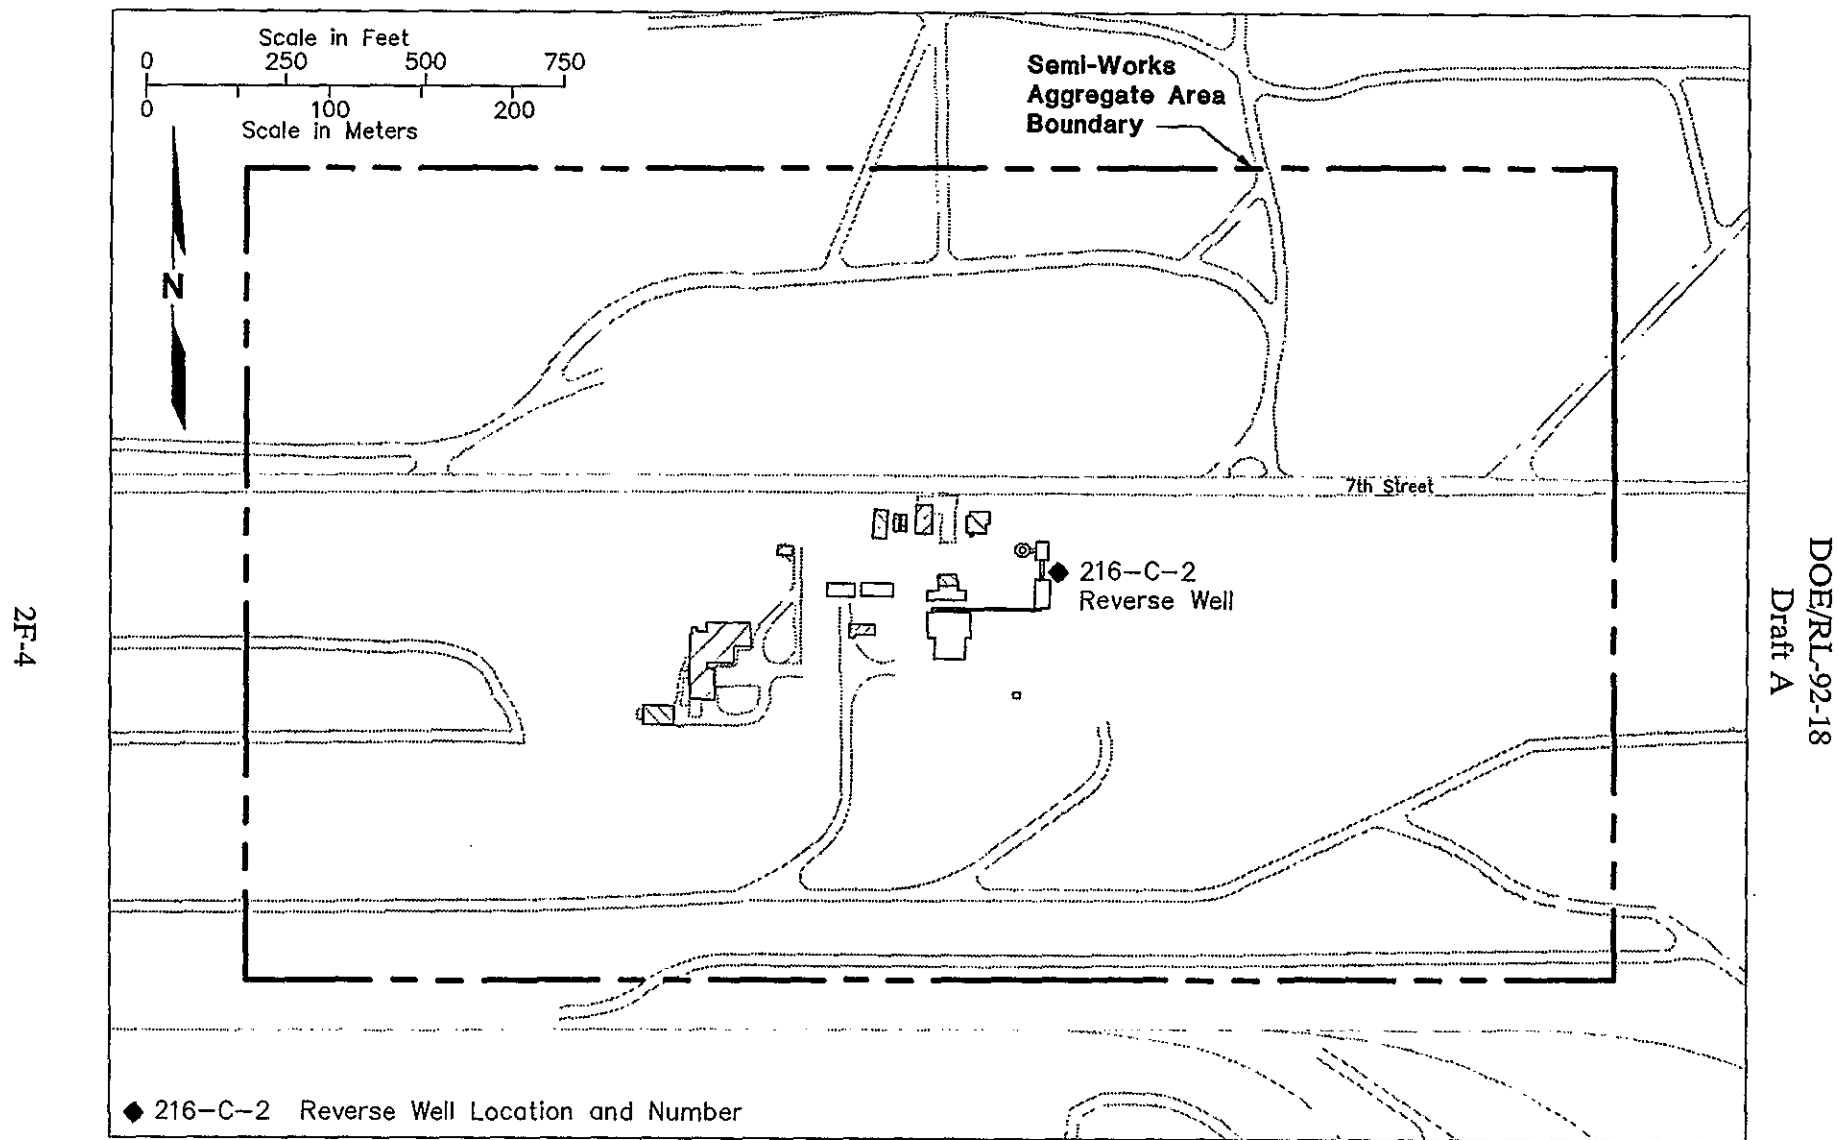 Scale in Feet
0 250 500 750
0 100 200
Scale in Meters
N
Semi-Works
Aggregate Area
Boundary
7th Street
216-C-2
Reverse Well
216-C-2 Reverse Well Location and Number
2F-4
DOE/RL-92-18
Draft A